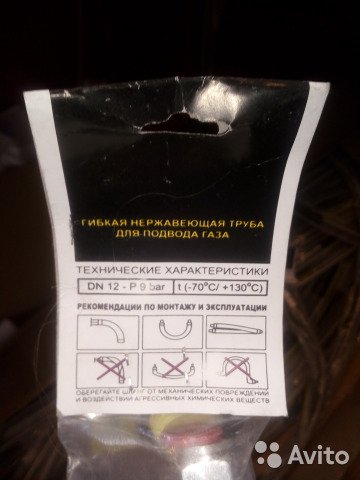 ГИБКАЯ НЕРЖАВЕЮЩАЯ ТРУБА
ДЛЯ ПОДВОДА ГАЗА
ТЕХНИЧЕСКИЕ ХАРАКТЕРИСТИКИ
DN 12 - P 9 bar t (-70°C/ +130°C)
РЕКОМЕНДАЦИИ ПО МОНТАЖУ И ЭКСПЛУАТАЦИИ
ОБЕРЕГАЙТЕ ШЛАНГ ОТ МЕХАНИЧЕСКИХ ПОВРЕЖДЕНИЙ
И ВОЗДЕЙСТВИЙ АГРЕССИВНЫХ ХИМИЧЕСКИХ ВЕЩЕСТВ
Avito